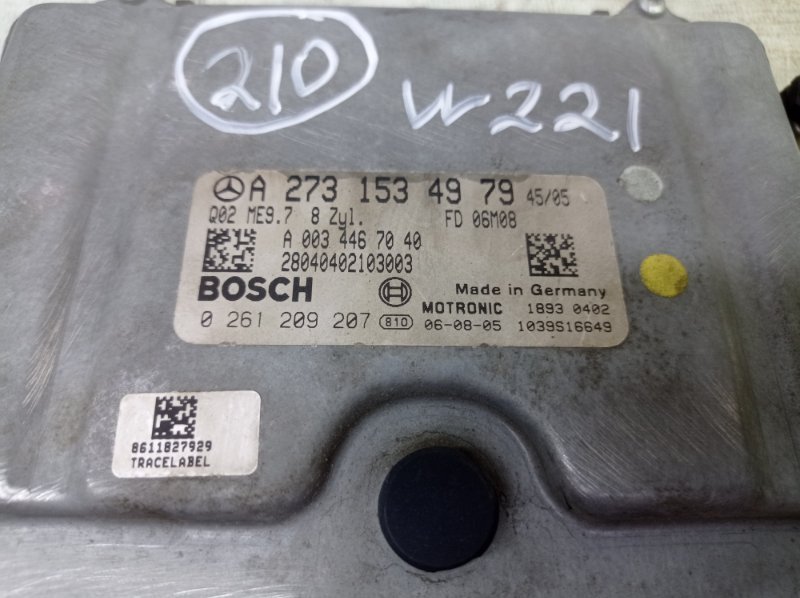 210
W221
A 273 153 49 79 45/05
Q02 ME9.7 8 Zyl. FD 06M08
A 003 446 70 40
28040402103003
BOSCH Made in Germany
MOTRONIC 1893 0402
0 261 209 207 810 06-08-05 1039S16649
8611827929
TRACELABEL